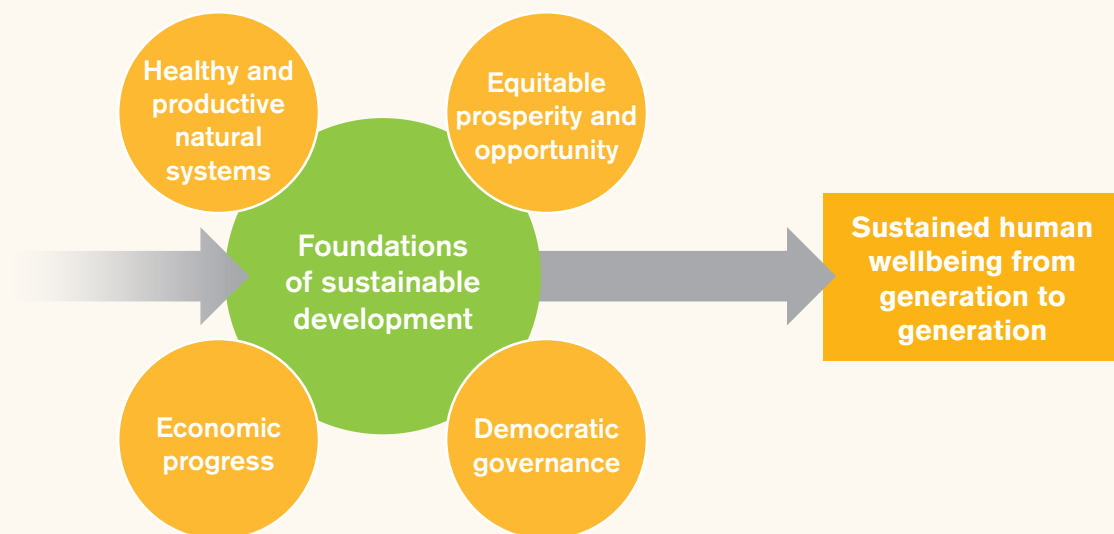 Healthy and
productive
natural
systems
Equitable
prosperity and
opportunity
Foundations
of sustainable
development
Sustained human
wellbeing from
generation to
generation
Economic
progress
Democratic
governance